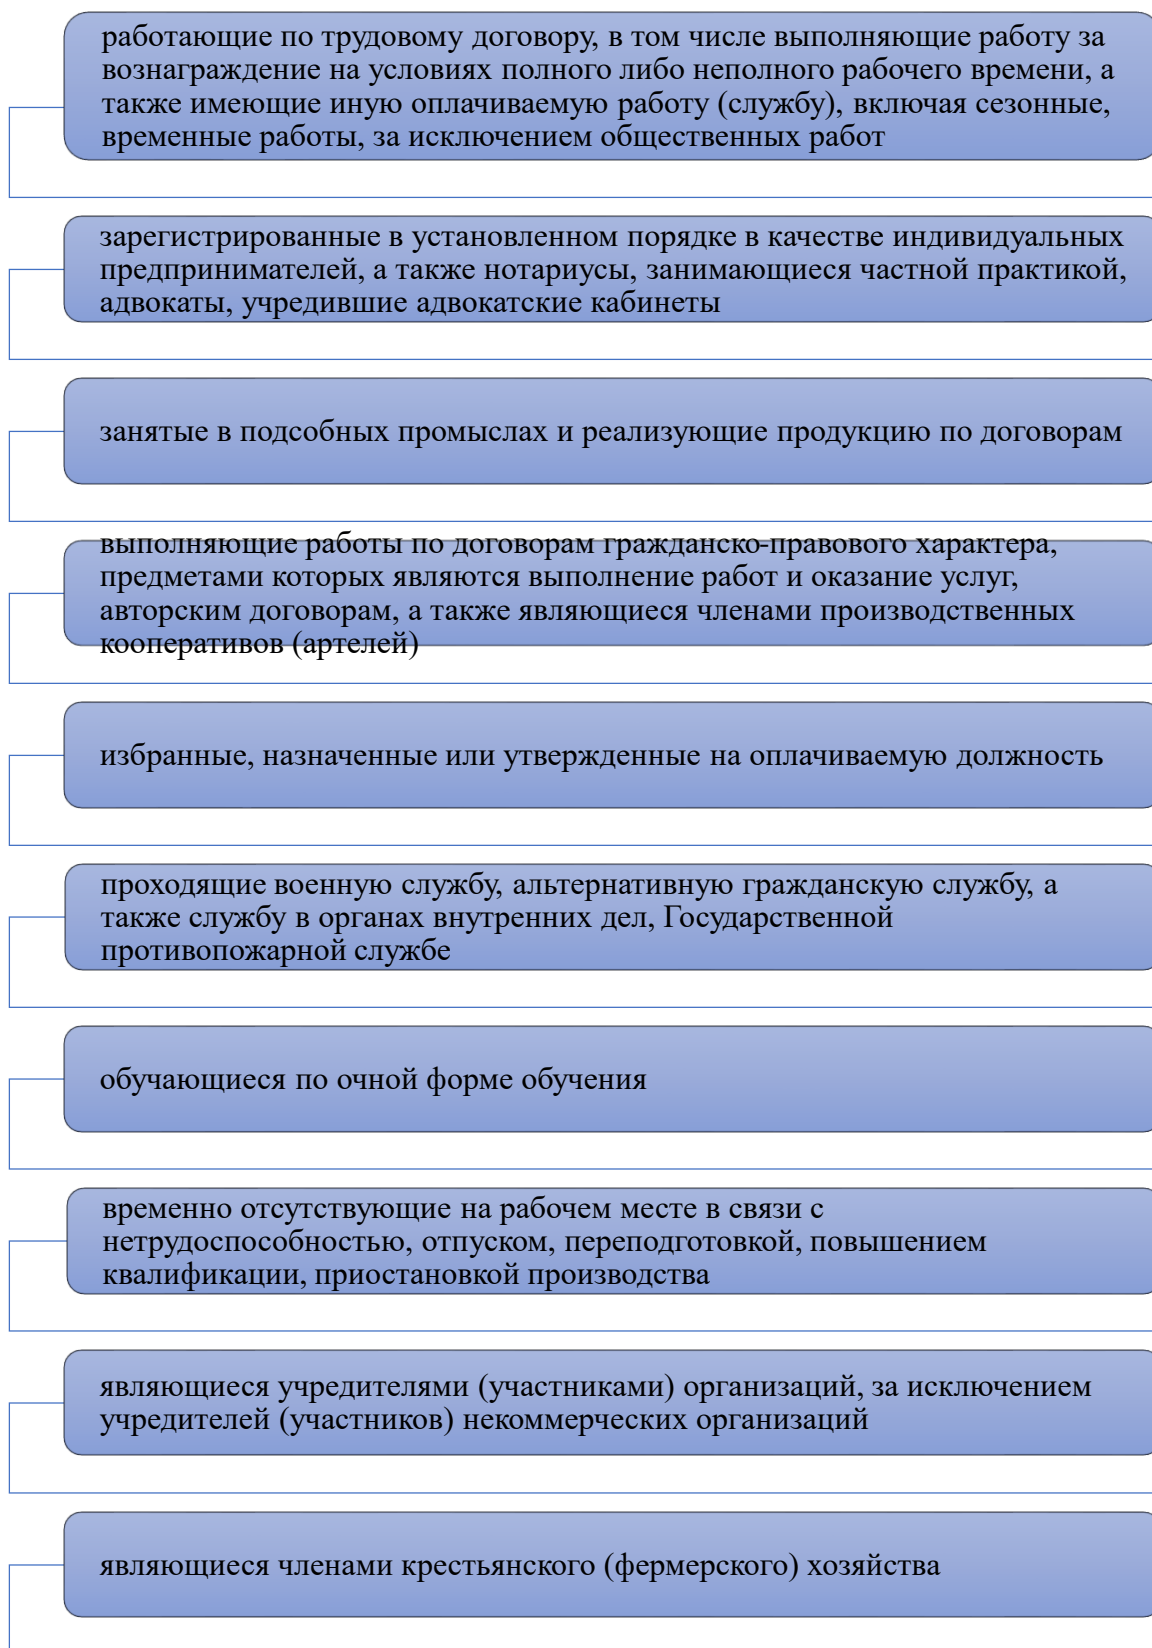 работающие по трудовому договору, в том числе выполняющие работу за
вознаграждение на условиях полного либо неполного рабочего времени, а
также имеющие иную оплачиваемую работу (службу), включая сезонные,
временные работы, за исключением общественных работ
зарегистрированные в установленном порядке в качестве индивидуальных
предпринимателей, а также нотариусы, занимающиеся частной практикой,
адвокаты, учредившие адвокатские кабинеты
занятые в подсобных промыслах и реализующие продукцию по договорам
выполняющие работы по договорам гражданско-правового характера,
предметами которых являются выполнение работ и оказание услуг,
авторским договорам, а также являющиеся членами производственных
кооперативов (артелей)
избранные, назначенные или утвержденные на оплачиваемую должность
проходящие военную службу, альтернативную гражданскую службу, а
также службу в органах внутренних дел, Государственной
противопожарной службе
обучающиеся по очной форме обучения
временно отсутствующие на рабочем месте в связи с
нетрудоспособностью, отпуском, переподготовкой, повышением
квалификации, приостановкой производства
являющиеся учредителями (участниками) организаций, за исключением
учредителей (участников) некоммерческих организаций
являющиеся членами крестьянского (фермерского) хозяйства